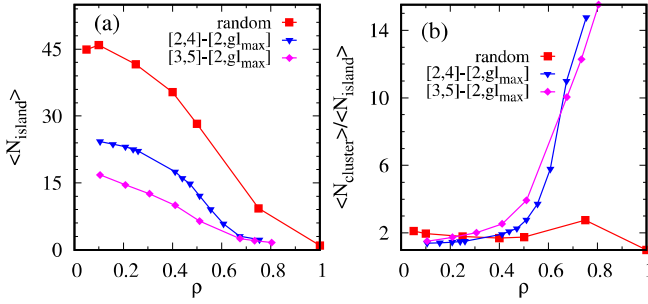 (a)
random
[2,4]-[2,gl_max]
[3,5]-[2,gl_max]
<N_island>
45
30
15
0
0 0.2 0.4 0.6 0.8 1
ρ
(b)
random
[2,4]-[2,gl_max]
[3,5]-[2,gl_max]
<N_cluster>/<N_island>
14
10
6
2
0 0.2 0.4 0.6 0.8 1
ρ